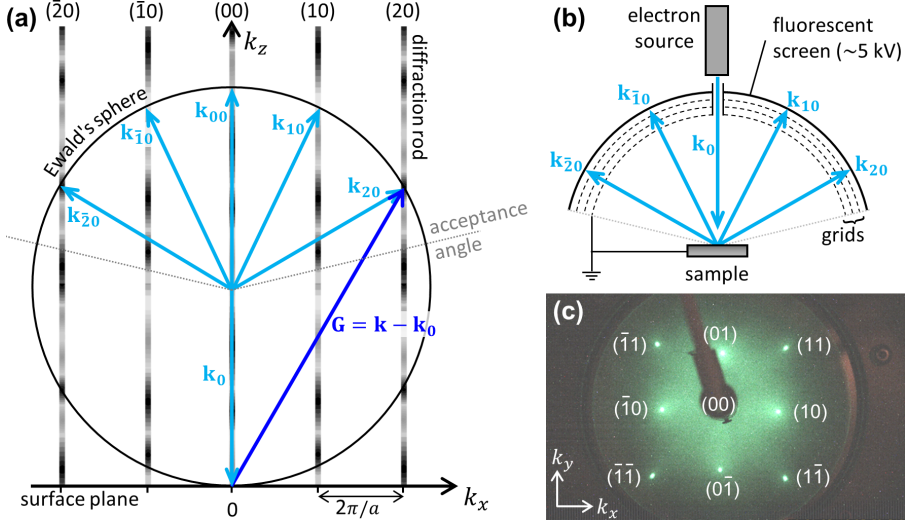 (a)
(2̄0)
(1̄0)
(00)
(10)
(20)
k_z
diffraction rod
Ewald's sphere
k_1̄0
k_00
k_10
k_2̄0
k_20
acceptance
angle
G = k − k_0
k_0
surface plane
0
2π/a
k_x
(b)
electron
source
fluorescent
screen (~5 kV)
k_1̄0
k_10
k_0
k_2̄0
k_20
grids
sample
(c)
(1̄1)
(01)
(11)
(1̄0)
(00)
(10)
(1̄1̄)
(01̄)
(11̄)
k_y
k_x